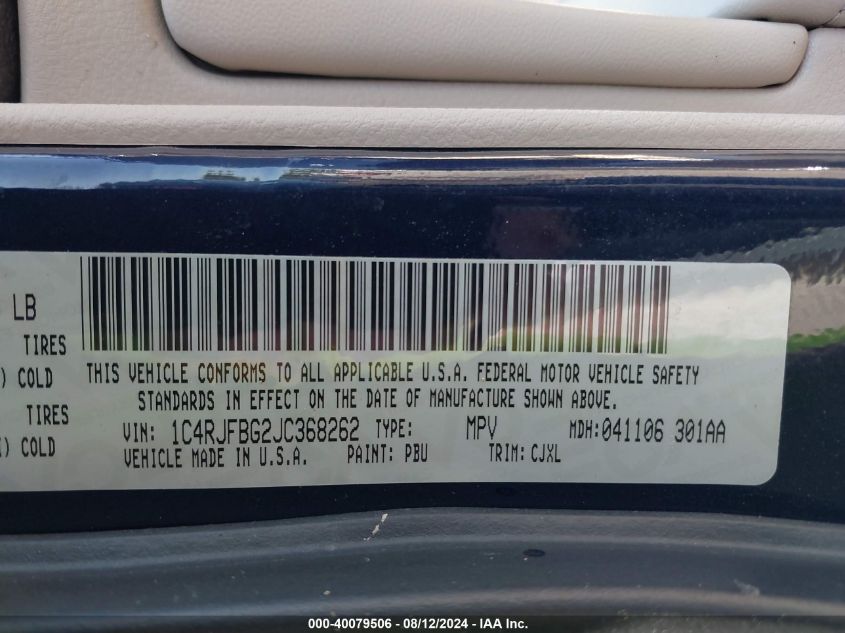 LB
TIRES
) COLD
TIRES
) COLD
THIS VEHICLE CONFORMS TO ALL APPLICABLE U.S.A. FEDERAL MOTOR VEHICLE SAFETY
STANDARDS IN EFFECT ON THE DATE OF MANUFACTURE SHOWN ABOVE.
VIN: 1C4RJFBG2JC368262 TYPE: MPV MDH:041106 301AA
VEHICLE MADE IN U.S.A. PAINT: PBU TRIM: CJXL
000-40079506 - 08/12/2024 - IAA Inc.